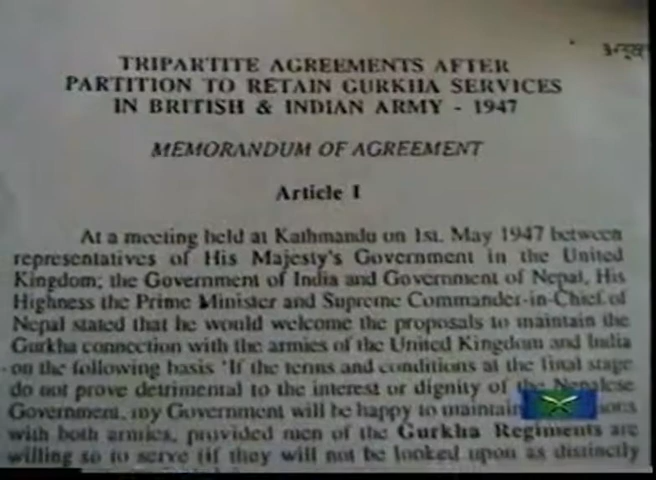 TRIPARTITE AGREEMENTS AFTER
PARTITION TO RETAIN GURKHA SERVICES
IN BRITISH & INDIAN ARMY - 1947
MEMORANDUM OF AGREEMENT
Article I
At a meeting held at Kathmandu on 1st. May 1947 between
representatives of His Majesty's Government in the United
Kingdom; the Government of India and Government of Nepal, His
Highness the Prime Minister and Supreme Commander-in-Chief of
Nepal stated that he would welcome the proposals to maintain the
Gurkha connection with the armies of the United Kingdom and India
on the following basis "If the terms and conditions at the final stage
do not prove detrimental to the interest or dignity of the Nepalese
Government, my Government will be happy to maintain
with both armies, provided men of the Gurkha Regiments are
willing so to serve (if they will not be looked upon as distinctly